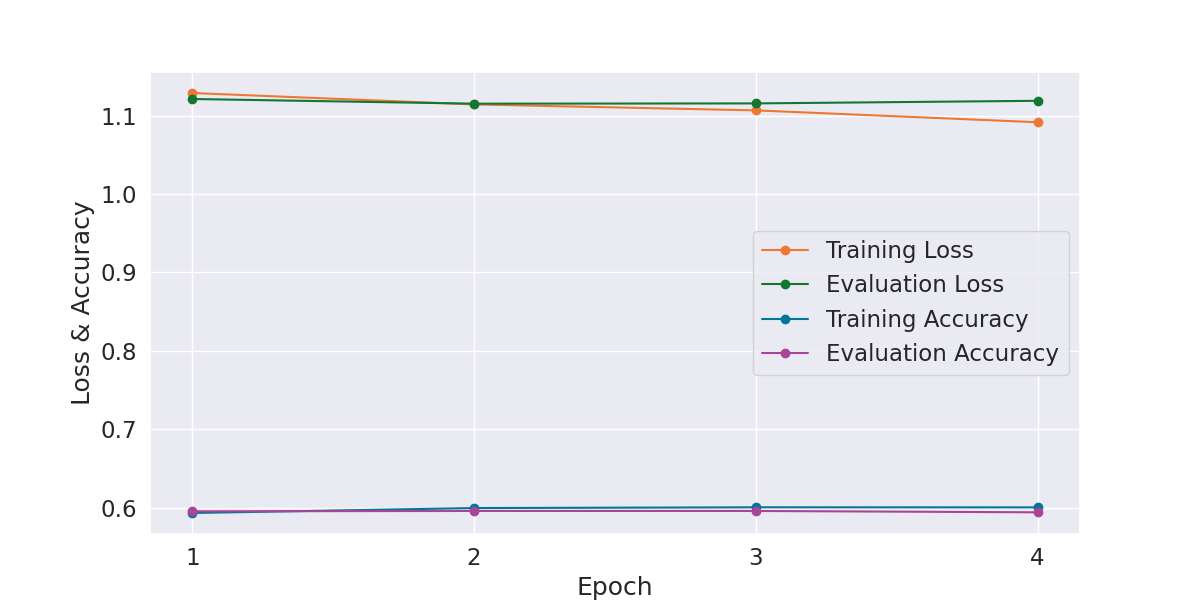 1.1
1.0
0.9
0.8
0.7
0.6
Loss & Accuracy
Training Loss
Evaluation Loss
Training Accuracy
Evaluation Accuracy
1 2 3 4
Epoch